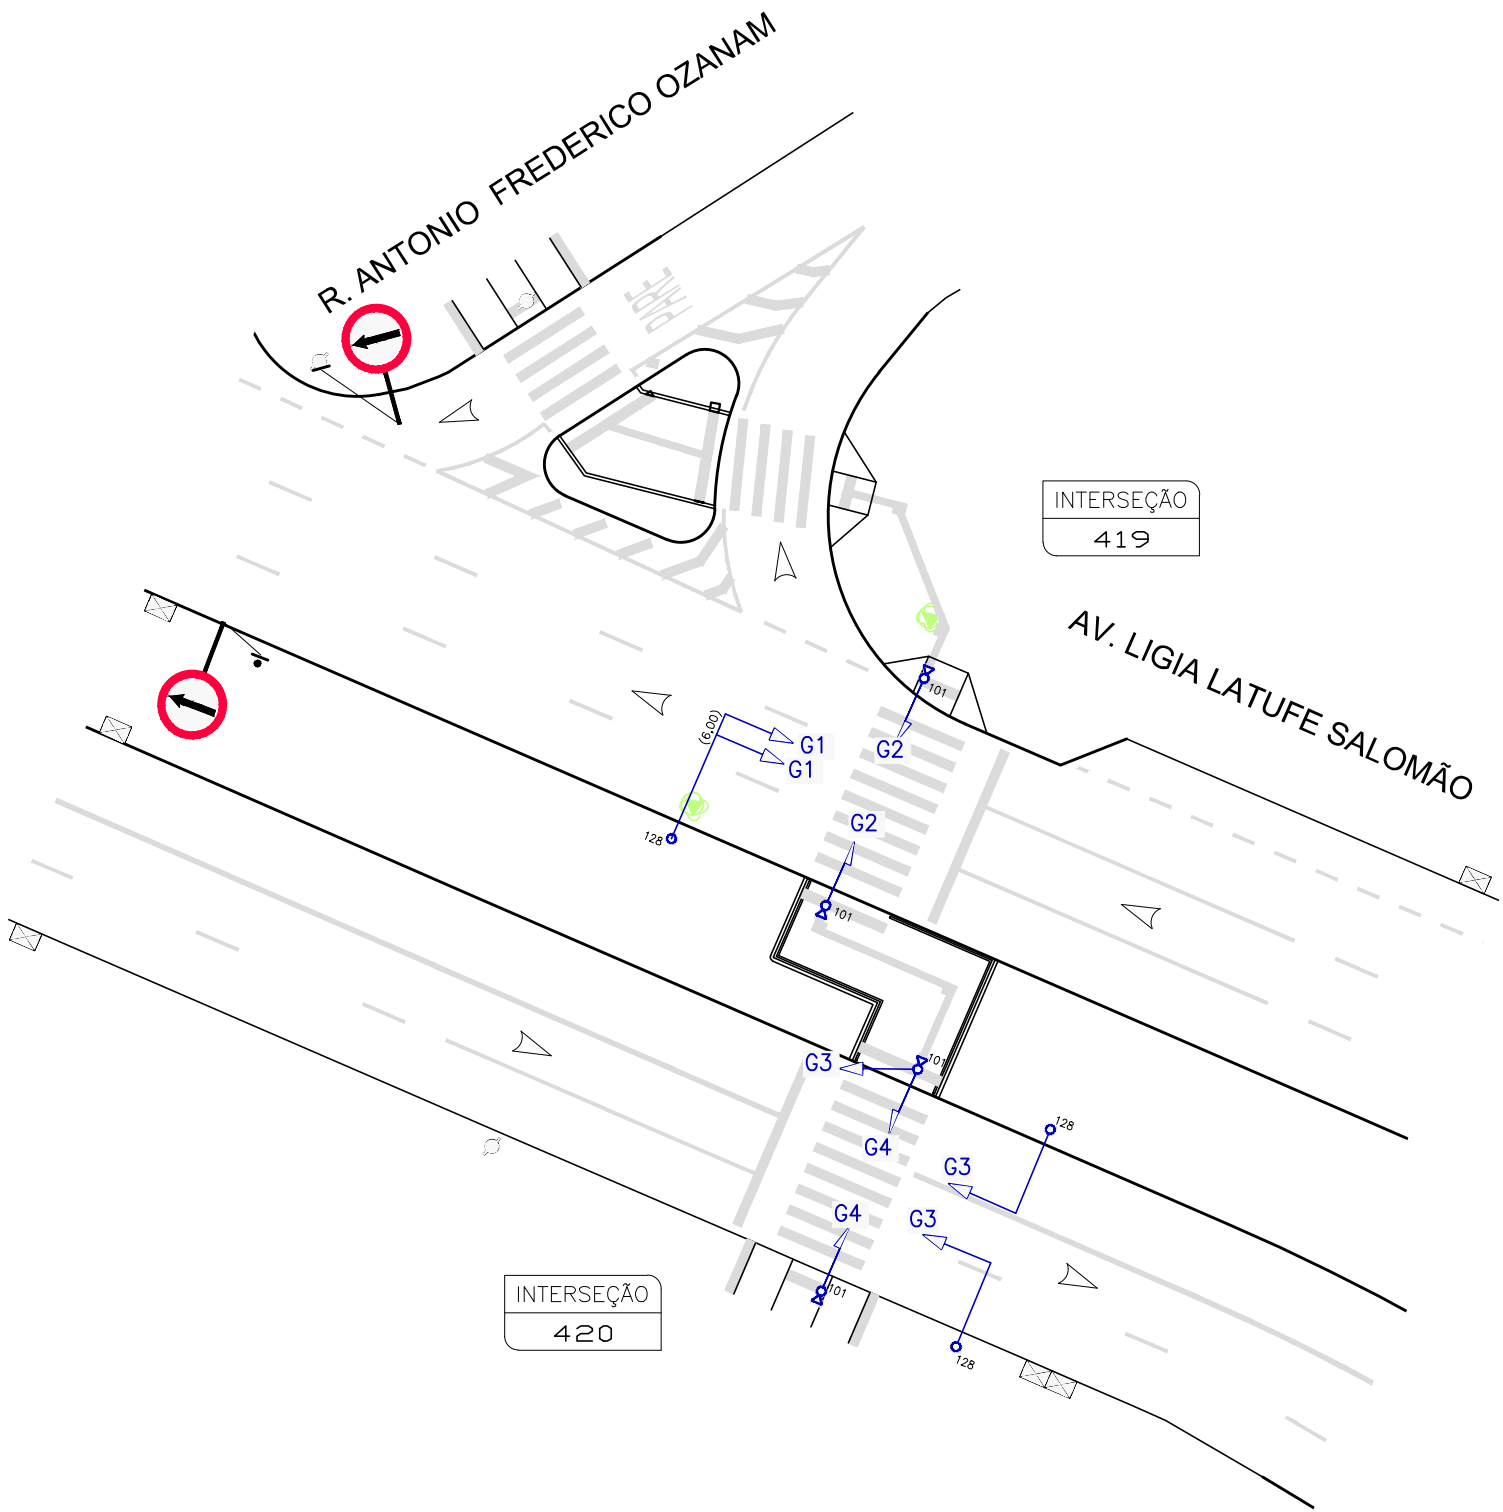 R. ANTONIO FREDERICO OZANAM
PARE
INTERSEÇÃO
419
AV. LIGIA LATUFE SALOMÃO
101
G2
(6.00)
G1
G1
G2
128
101
G3
101
G4
128
G3
G4
G3
101
INTERSEÇÃO
420
128